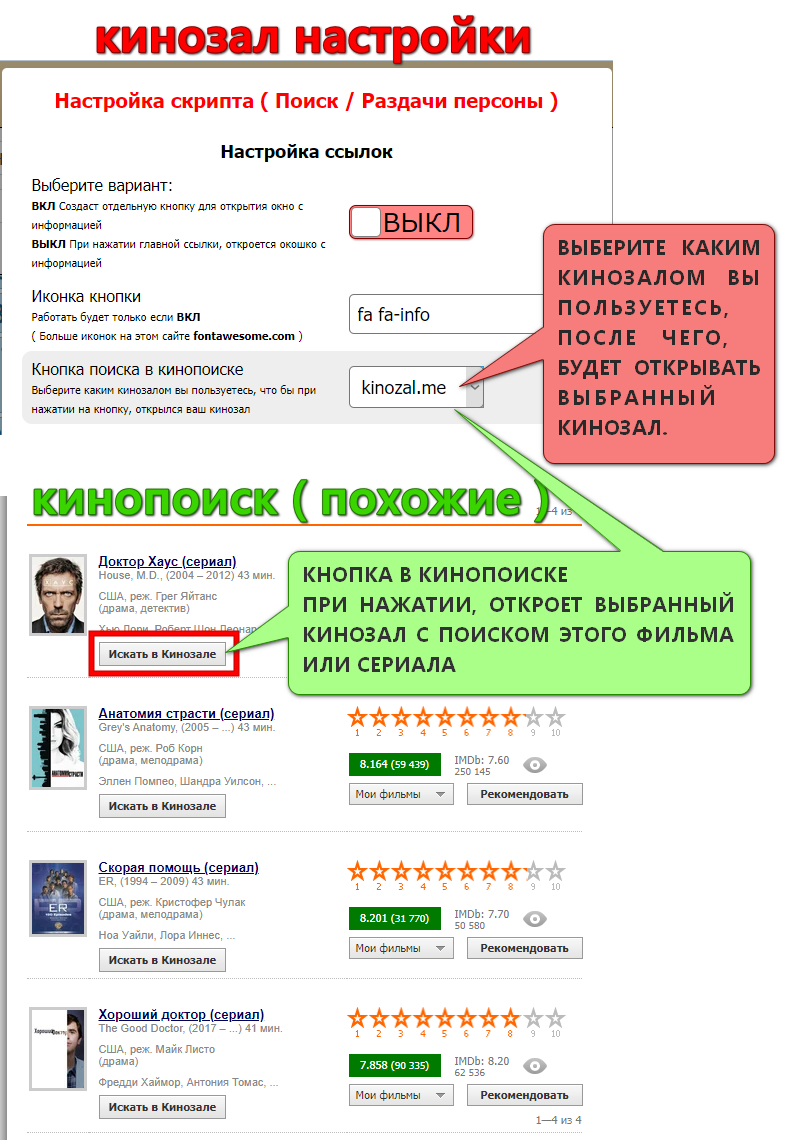 кинозал настройки
Настройка скрипта ( Поиск / Раздачи персоны )
Настройка ссылок
Выберите вариант:
ВКЛ Создаст отдельную кнопку для открытия окно с
информацией
ВЫКЛ При нажатии главной ссылки, откроется окошко с
информацией
ВЫКЛ
Иконка кнопки
Работать будет только если ВКЛ
( Больше иконок на этом сайте fontawesome.com )
fa fa-info
Кнопка поиска в кинопоиске
Выберите каким кинозалом вы пользуетесь, что бы при
нажатии на кнопку, открылся ваш кинозал
kinozal.me
ВЫБЕРИТЕ КАКИМ
КИНОЗАЛОМ ВЫ
ПОЛЬЗУЕТЕСЬ,
ПОСЛЕ ЧЕГО,
БУДЕТ ОТКРЫВАТЬ
ВЫБРАННЫЙ
КИНОЗАЛ.
кинопоиск ( похожие )
1—4 из
Доктор Хаус (сериал)
House, M.D., (2004 – 2012) 43 мин.
США, реж. Грег Яйтанс
(драма, детектив)
Хью Лори, Роберт Шон Леонард
Искать в Кинозале
КНОПКА В КИНОПОИСКЕ
ПРИ НАЖАТИИ, ОТКРОЕТ ВЫБРАННЫЙ
КИНОЗАЛ С ПОИСКОМ ЭТОГО ФИЛЬМА
ИЛИ СЕРИАЛА
Анатомия страсти (сериал)
Grey's Anatomy, (2005 – ...) 43 мин.
США, реж. Роб Корн
(драма, мелодрама)
Эллен Помпео, Шандра Уилсон, ...
Искать в Кинозале
1 2 3 4 5 6 7 8 9 10
8.164 (59 439)
IMDb: 7.60
250 145
Мои фильмы
Рекомендовать
Скорая помощь (сериал)
ER, (1994 – 2009) 43 мин.
США, реж. Кристофер Чулак
(драма, мелодрама)
Ноа Уайли, Лора Иннес, ...
Искать в Кинозале
ER
1 2 3 4 5 6 7 8 9 10
8.201 (31 770)
IMDb: 7.70
50 580
Мои фильмы
Рекомендовать
Хороший доктор (сериал)
The Good Doctor, (2017 – ...) 41 мин.
США, реж. Майк Листо
(драма)
Фредди Хаймор, Антония Томас, ...
Искать в Кинозале
Хороший Доктор
1 2 3 4 5 6 7 8 9 10
7.858 (90 335)
IMDb: 8.20
62 536
Мои фильмы
Рекомендовать
1—4 из 4